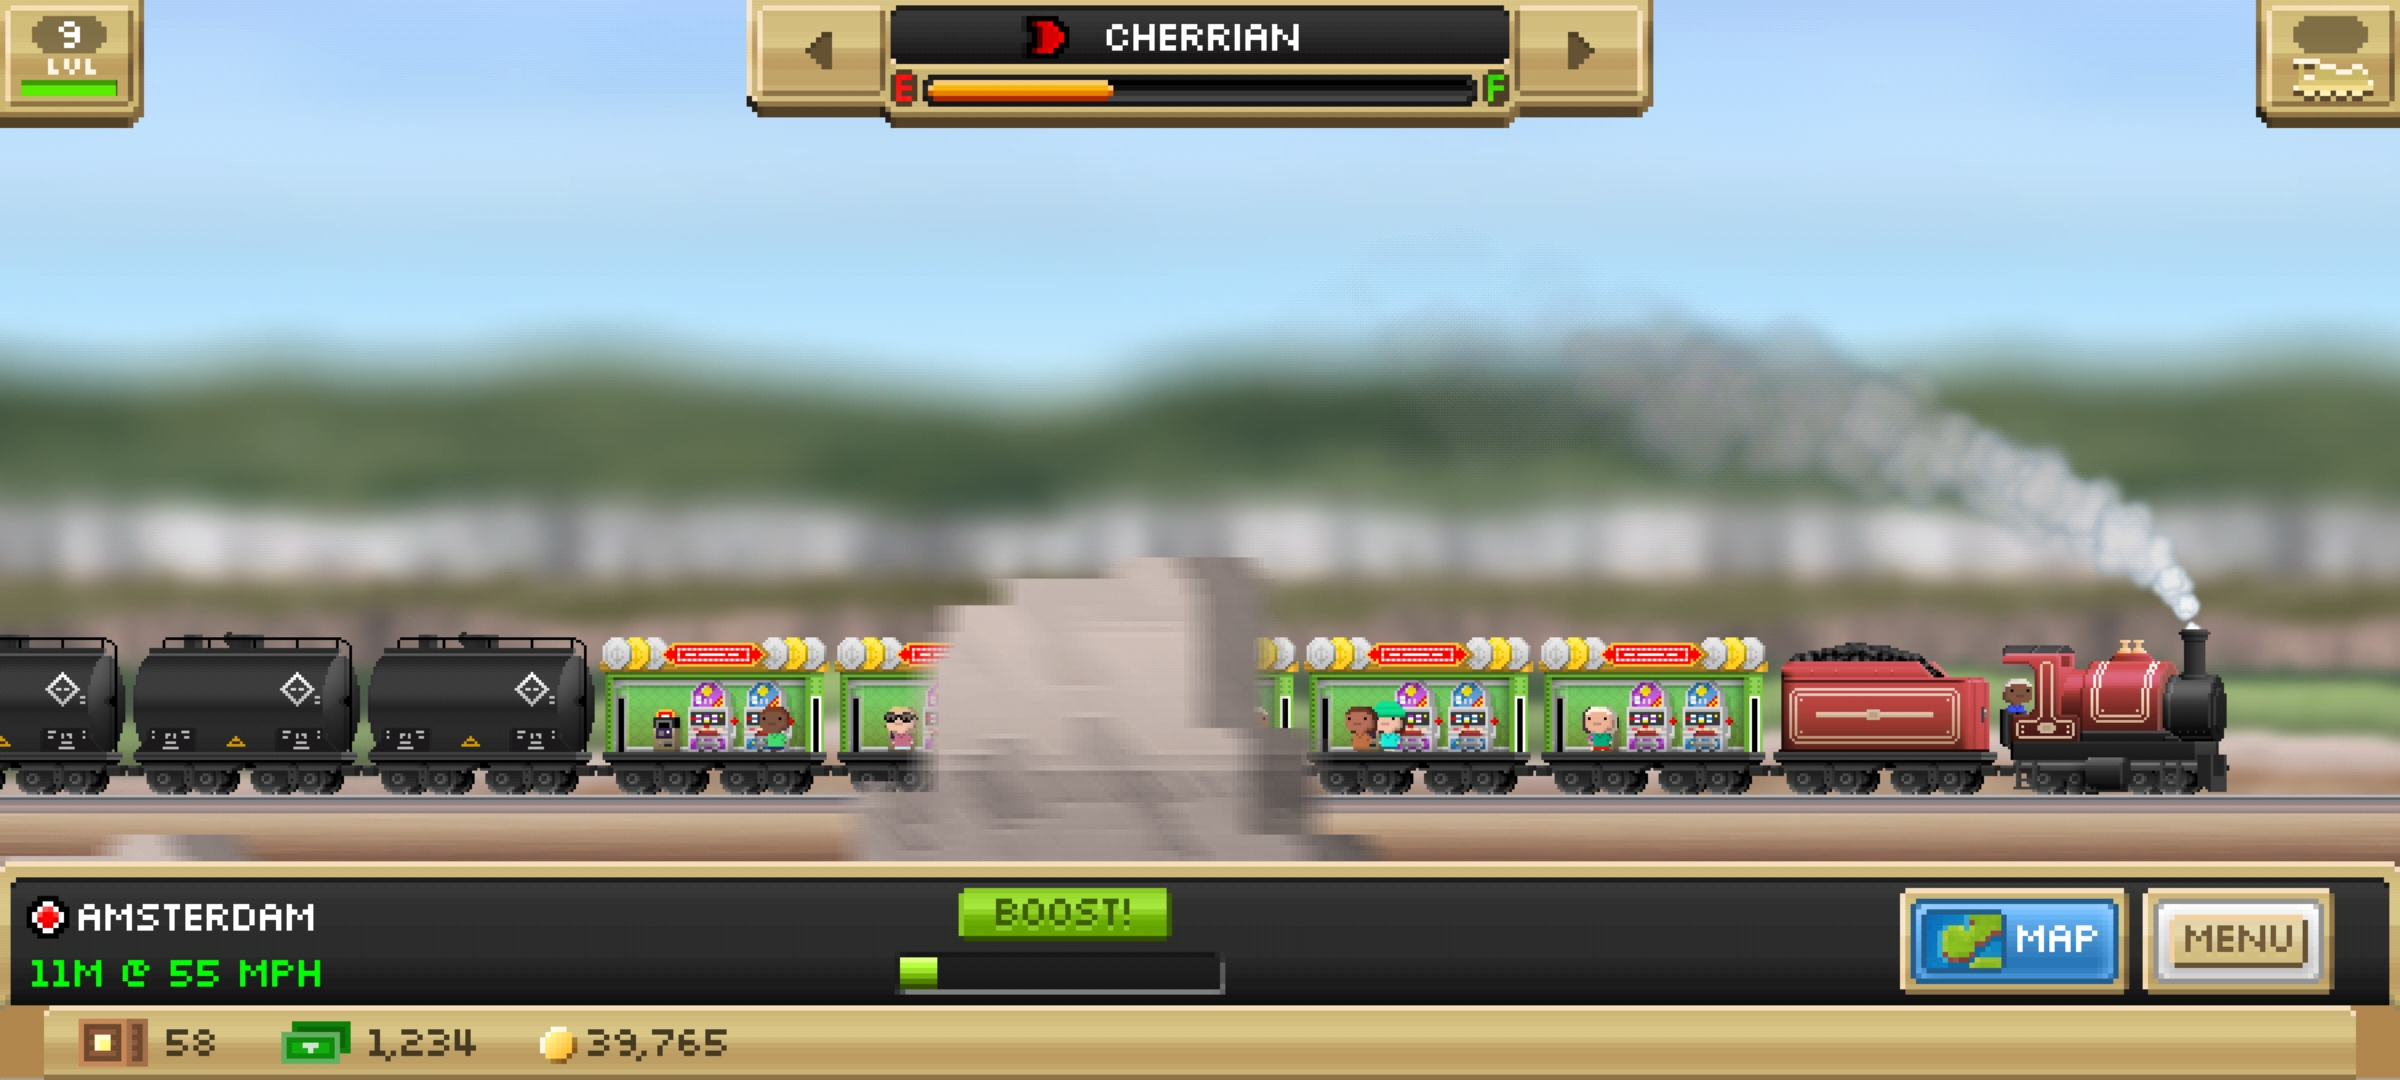 9
LVL
CHERRIAN
E F
AMSTERDAM
11M @ 55 MPH
BOOST!
MAP
MENU
58 1,234 39,765